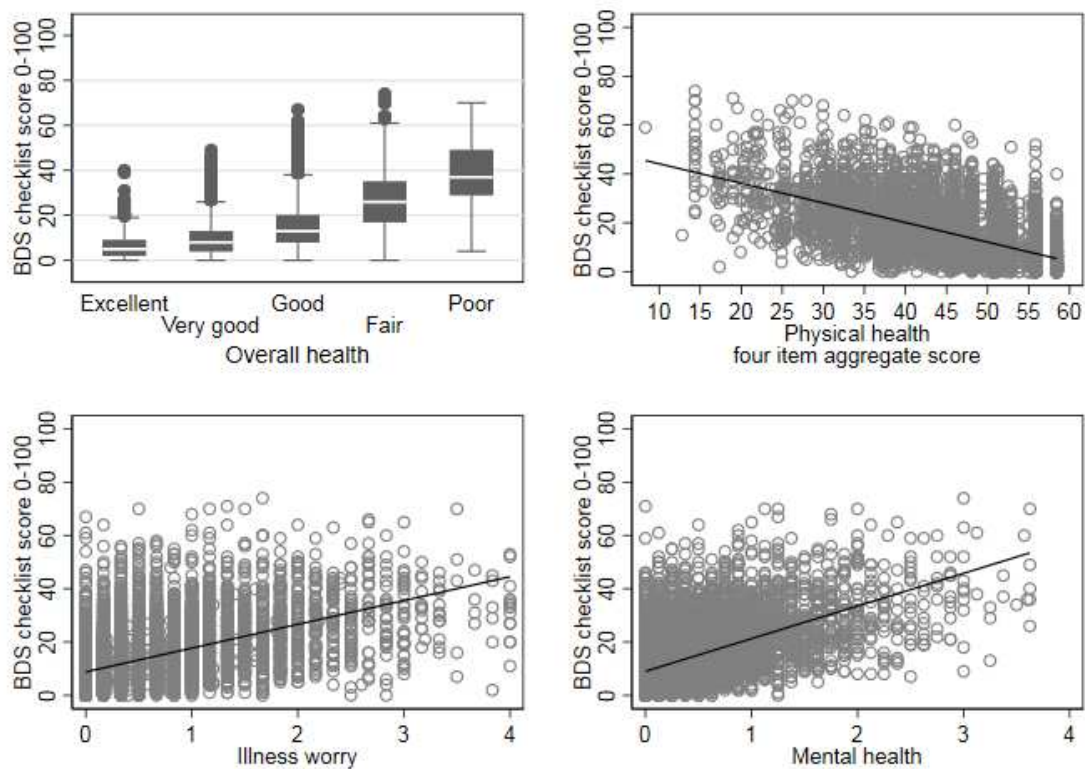 BDS checklist score 0-100
100
80
60
40
20
0
Excellent
Very good
Good
Fair
Poor
Overall health
BDS checklist score 0-100
100
80
60
40
20
0
10 15 20 25 30 35 40 45 50 55 60
Physical health
four item aggregate score
BDS checklist score 0-100
100
80
60
40
20
0
0 1 2 3 4
Illness worry
BDS checklist score 0-100
100
80
60
40
20
0
0 1 2 3 4
Mental health